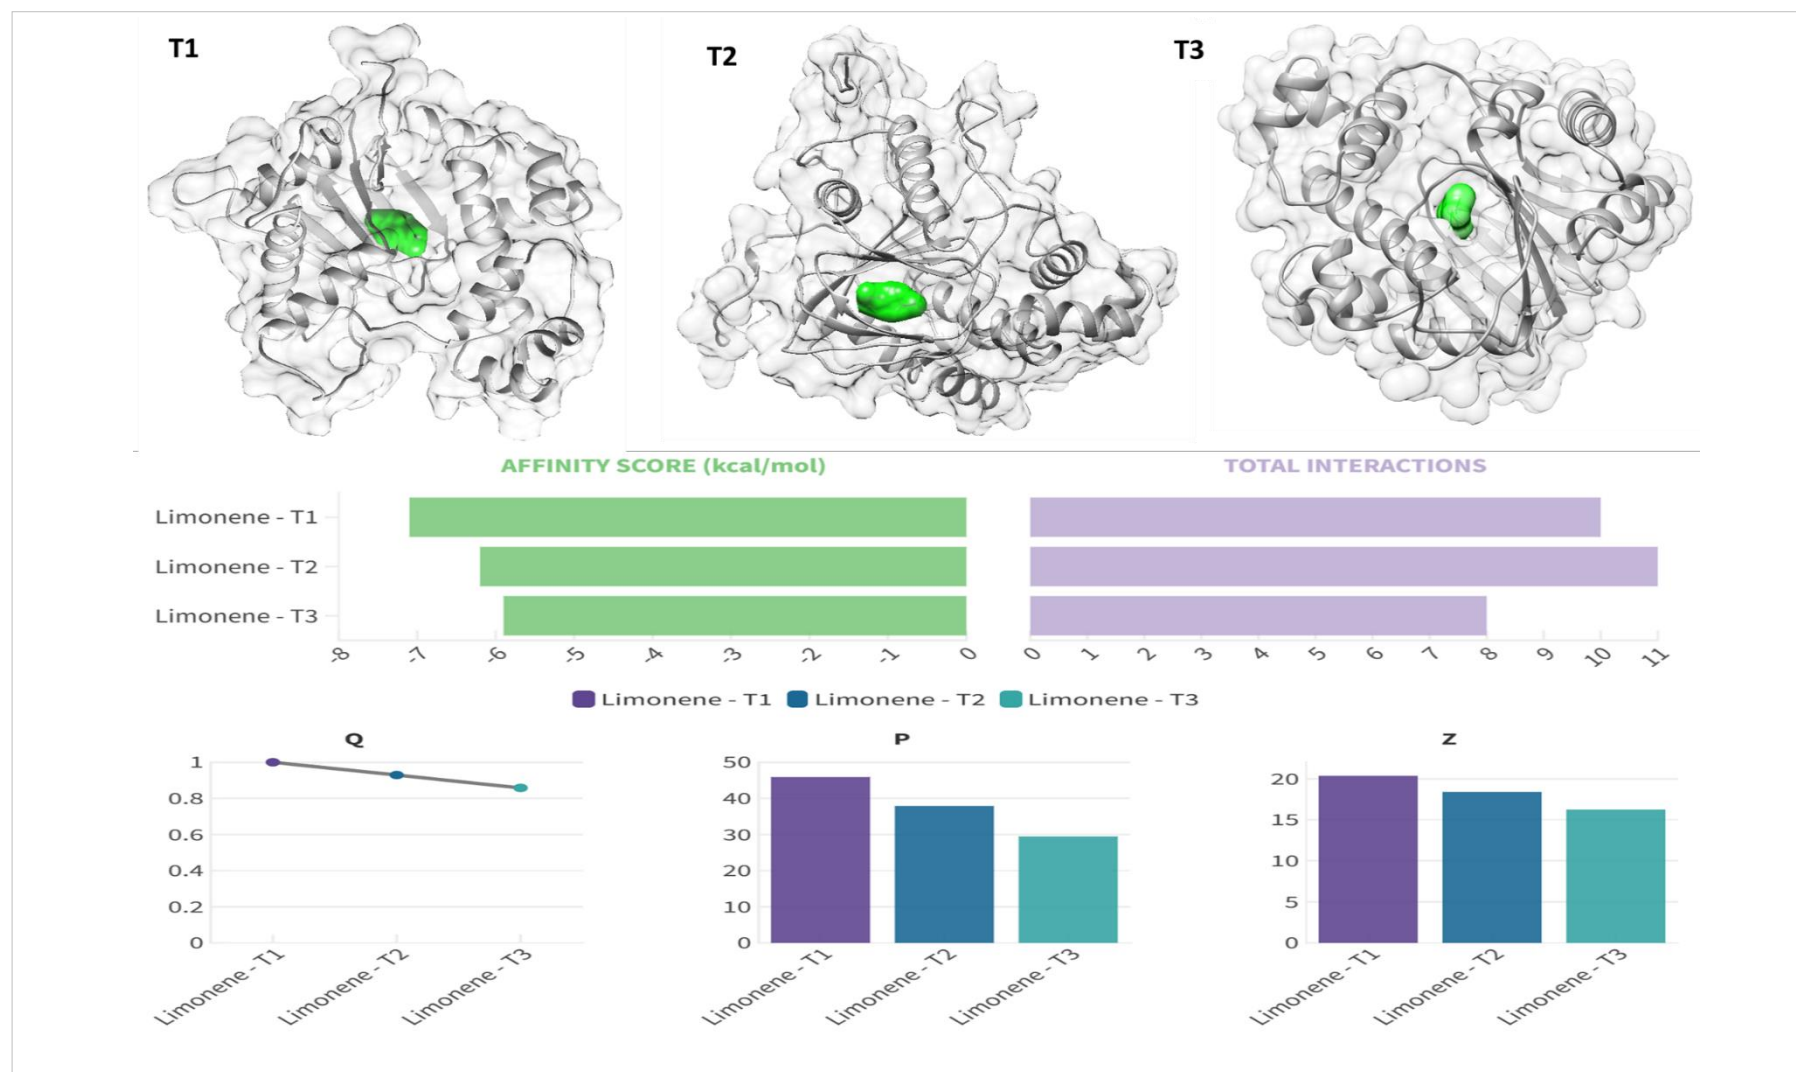 T1
T2
T3
AFFINITY SCORE (kcal/mol)
TOTAL INTERACTIONS
Limonene - T1
Limonene - T2
Limonene - T3
-8 -7 -6 -5 -4 -3 -2 -1 0
0 1 2 3 4 5 6 7 8 9 10 11
Limonene - T1 Limonene - T2 Limonene - T3
Q
1
0.8
0.6
0.4
0.2
0
Limonene - T1
Limonene - T2
Limonene - T3
P
50
40
30
20
10
0
Limonene - T1
Limonene - T2
Limonene - T3
Z
20
15
10
5
0
Limonene - T1
Limonene - T2
Limonene - T3